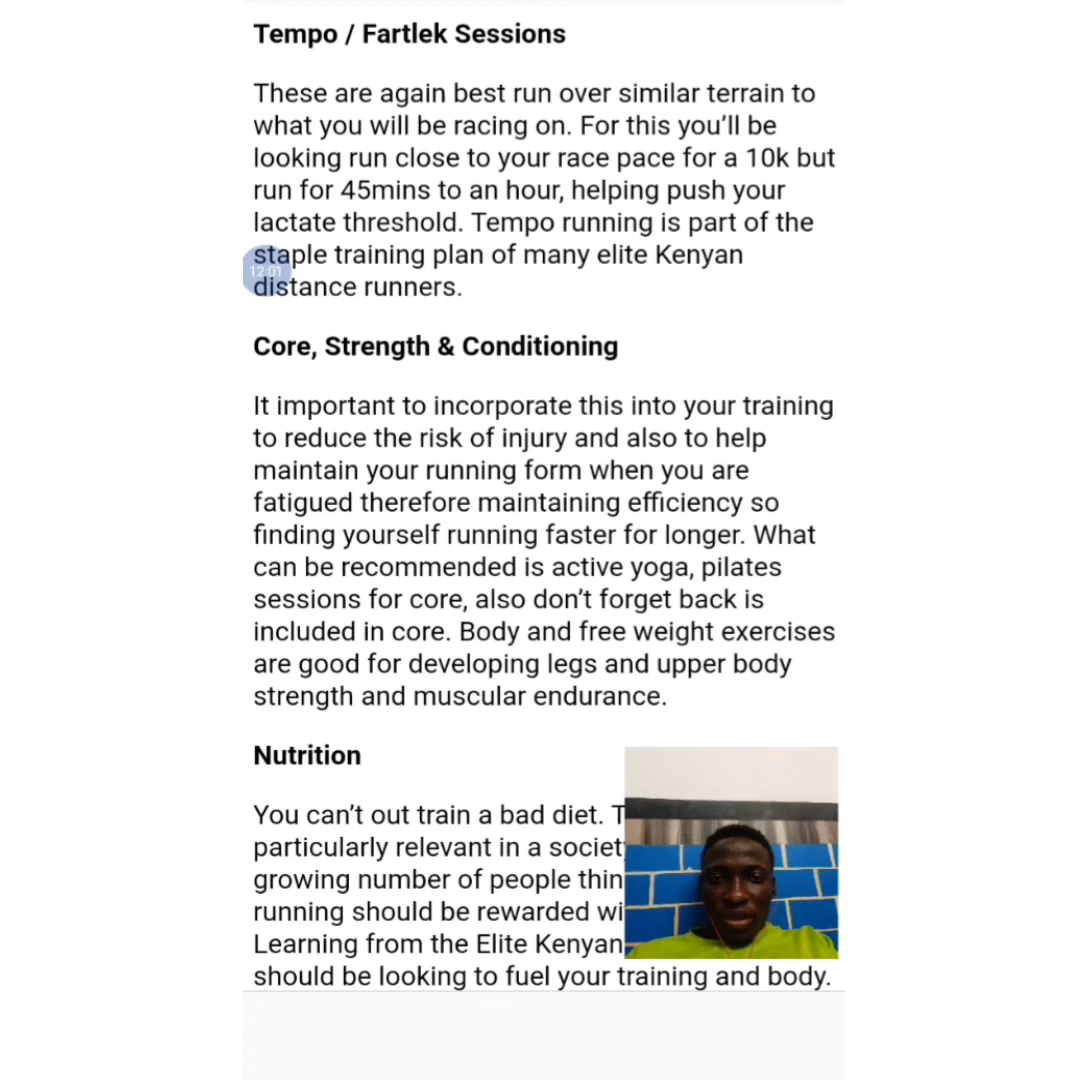 Tempo / Fartlek Sessions
These are again best run over similar terrain to
what you will be racing on. For this you’ll be
looking run close to your race pace for a 10k but
run for 45mins to an hour, helping push your
lactate threshold. Tempo running is part of the
staple training plan of many elite Kenyan
12:01
distance runners.
Core, Strength & Conditioning
It important to incorporate this into your training
to reduce the risk of injury and also to help
maintain your running form when you are
fatigued therefore maintaining efficiency so
finding yourself running faster for longer. What
can be recommended is active yoga, pilates
sessions for core, also don’t forget back is
included in core. Body and free weight exercises
are good for developing legs and upper body
strength and muscular endurance.
Nutrition
You can’t out train a bad diet.
particularly relevant in a
growing number of people
running should be rewarded
Learning from the Elite Kenyan
should be looking to fuel your training and body.